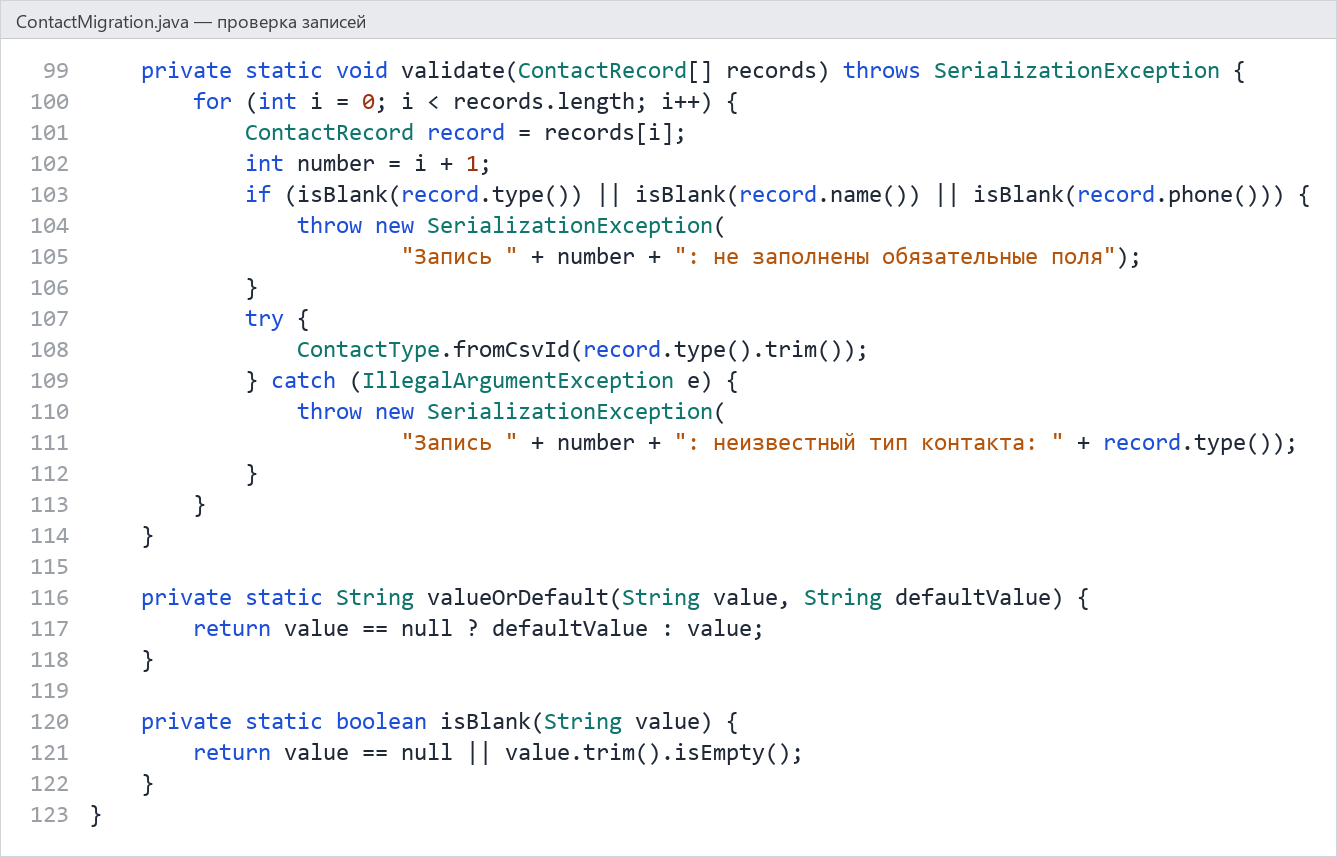 ContactMigration.java — проверка записей
99     private static void validate(ContactRecord[] records) throws SerializationException {
100         for (int i = 0; i < records.length; i++) {
101             ContactRecord record = records[i];
102             int number = i + 1;
103             if (isBlank(record.type()) || isBlank(record.name()) || isBlank(record.phone())) {
104                 throw new SerializationException(
105                         "Запись " + number + ": не заполнены обязательные поля");
106             }
107             try {
108                 ContactType.fromCsvId(record.type().trim());
109             } catch (IllegalArgumentException e) {
110                 throw new SerializationException(
111                         "Запись " + number + ": неизвестный тип контакта: " + record.type());
112             }
113         }
114     }
115
116     private static String valueOrDefault(String value, String defaultValue) {
117         return value == null ? defaultValue : value;
118     }
119
120     private static boolean isBlank(String value) {
121         return value == null || value.trim().isEmpty();
122     }
123 }